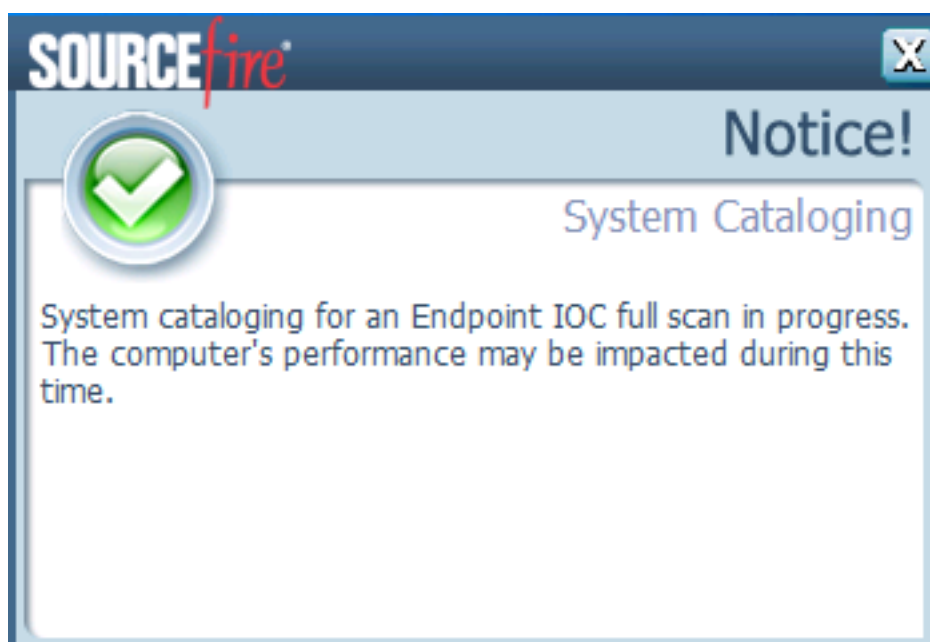 SOURCEfire
X
Notice!
System Cataloging
System cataloging for an Endpoint IOC full scan in progress.
The computer's performance may be impacted during this
time.